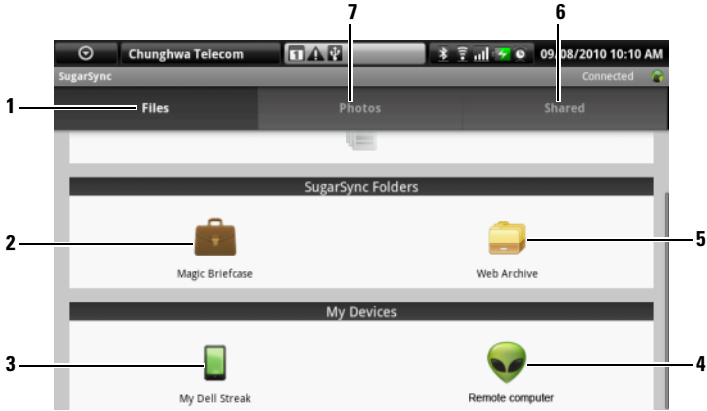 7 6
Chunghwa Telecom 1 09/08/2010 10:10 AM
SugarSync Connected
1 Files Photos Shared
SugarSync Folders
2 5
Magic Briefcase Web Archive
My Devices
3 4
My Dell Streak Remote computer